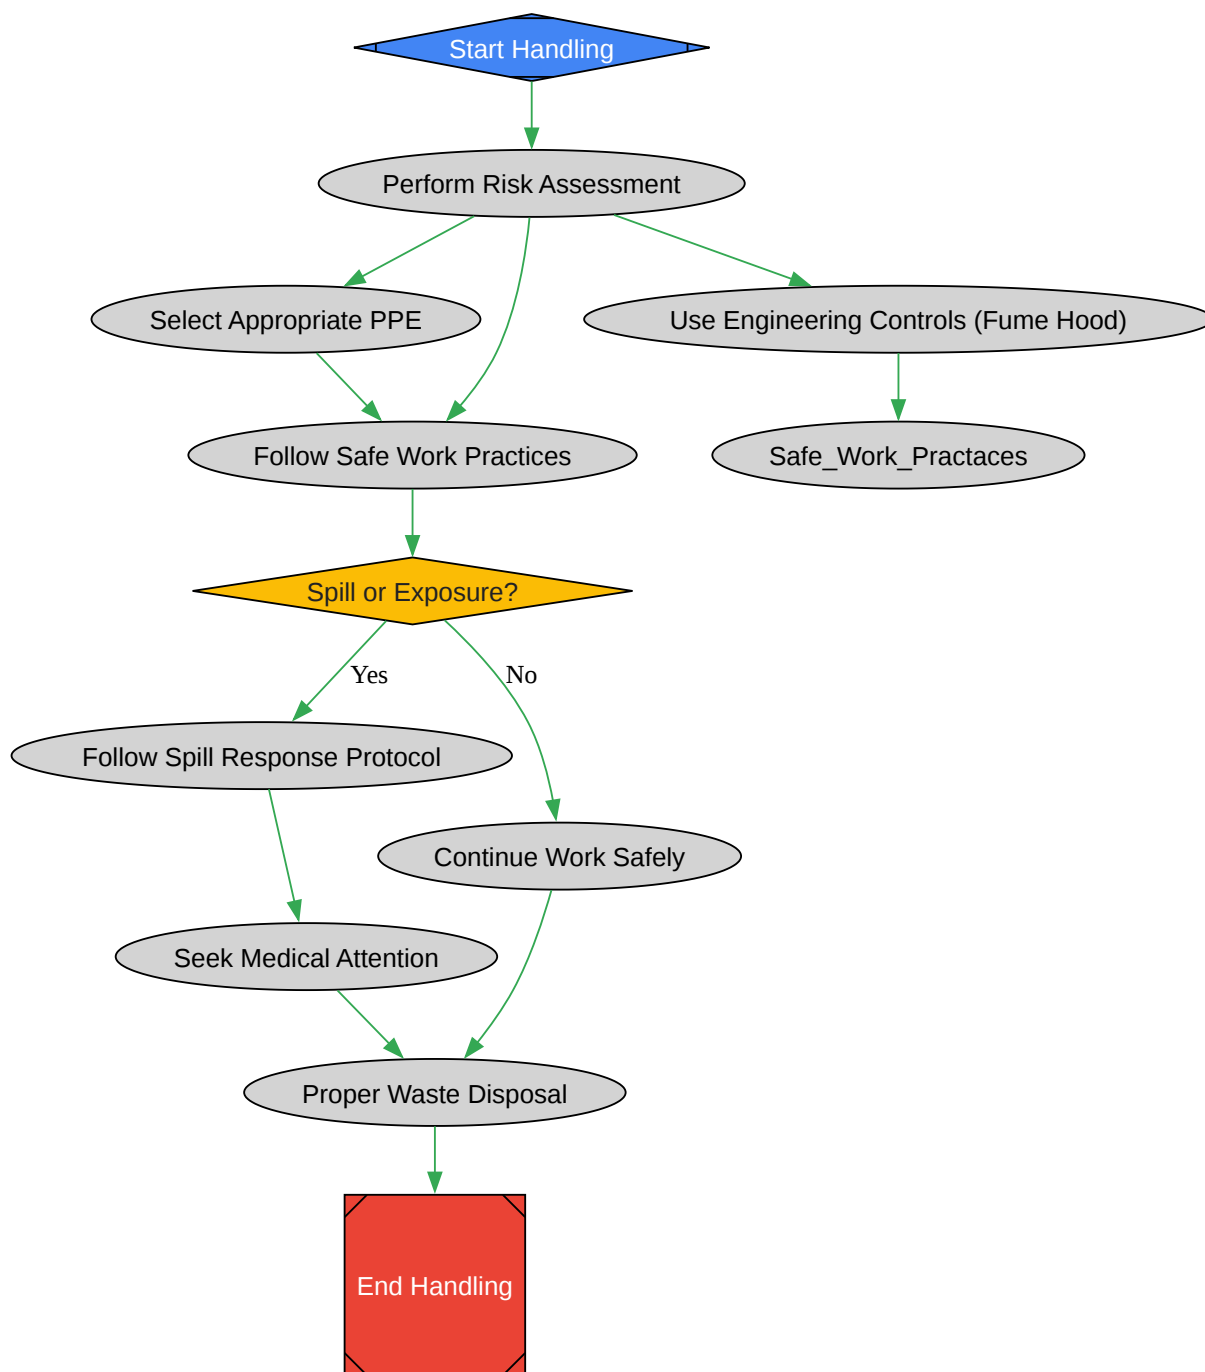 Start Handling
Perform Risk Assessment
Select Appropriate PPE
Use Engineering Controls (Fume Hood)
Follow Safe Work Practices
Safe_Work_Practaces
Spill or Exposure?
Yes
No
Follow Spill Response Protocol
Continue Work Safely
Seek Medical Attention
Proper Waste Disposal
End Handling